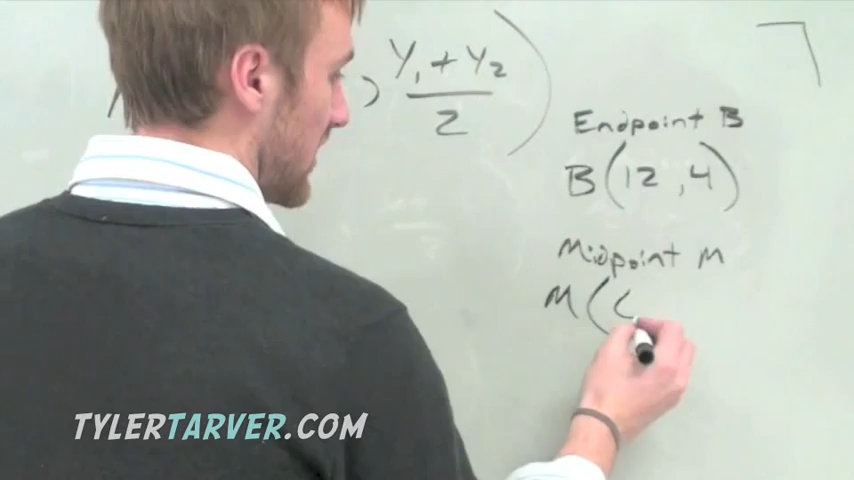 , Y₁ + Y₂ / 2 )
Endpoint B
B (12, 4)
Midpoint M
M (
TYLERTARVER.COM